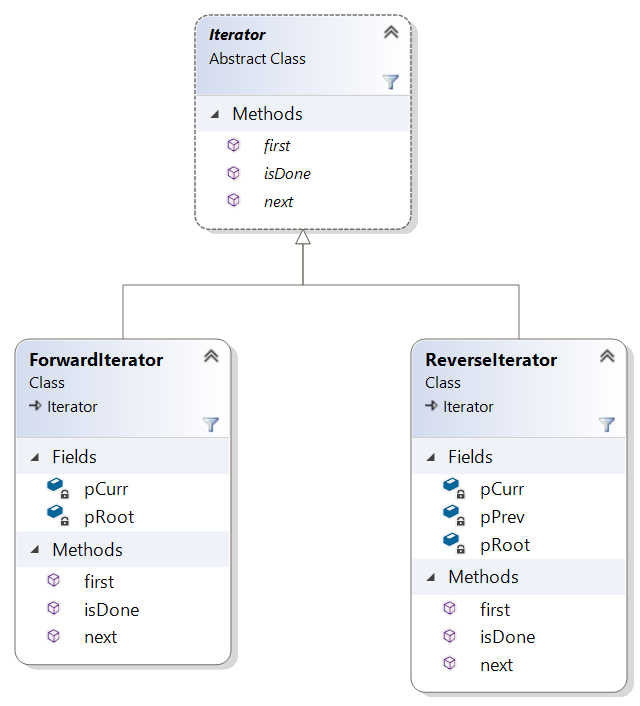 Iterator
Abstract Class
Methods
first
isDone
next
ForwardIterator
Class
Iterator
Fields
pCurr
pRoot
Methods
first
isDone
next
ReverseIterator
Class
Iterator
Fields
pCurr
pPrev
pRoot
Methods
first
isDone
next